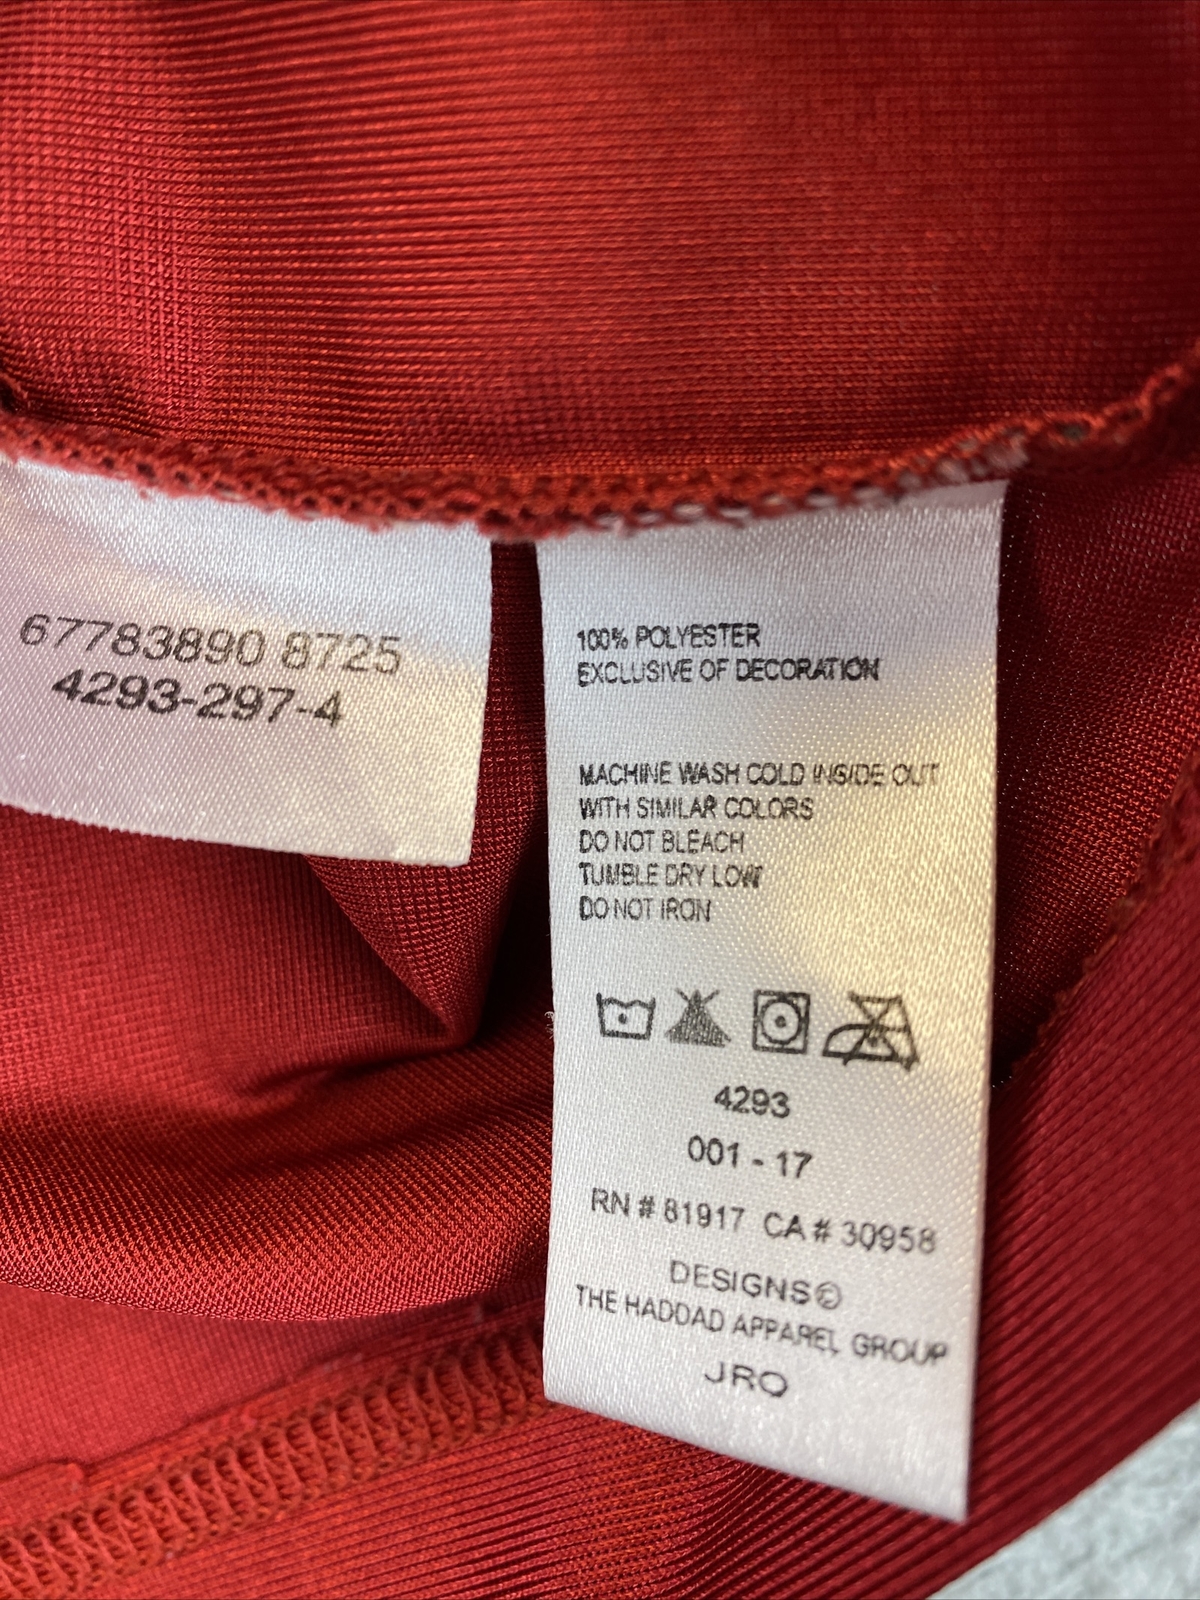 67783890 8725
4293-297-4
100% POLYESTER
EXCLUSIVE OF DECORATION
MACHINE WASH COLD INSIDE OUT
WITH SIMILAR COLORS
DO NOT BLEACH
TUMBLE DRY LOW
DO NOT IRON
4293
001 - 17
RN # 81917 CA # 30958
DESIGNS©
THE HADDAD APPAREL GROUP
JRO